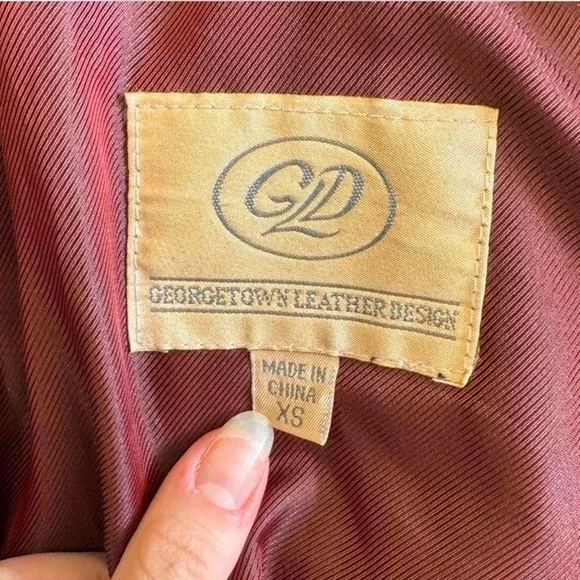 GLD
GEORGETOWN LEATHER DESIGN
MADE IN
CHINA
XS